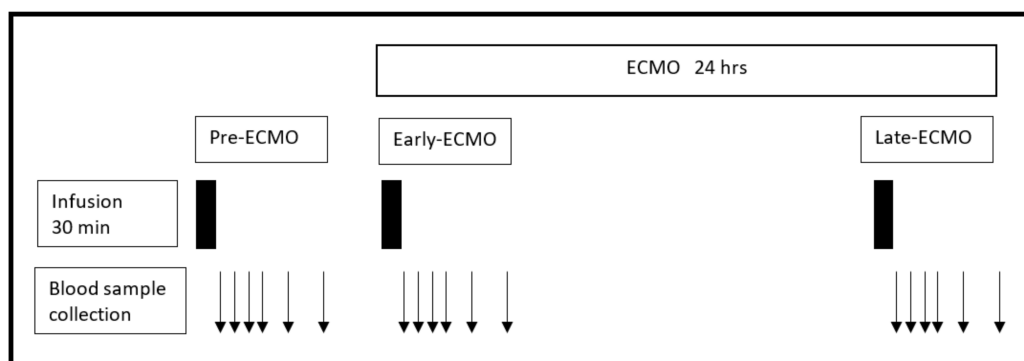 ECMO 24 hrs
Pre-ECMO
Early-ECMO
Late-ECMO
Infusion
30 min
Blood sample
collection